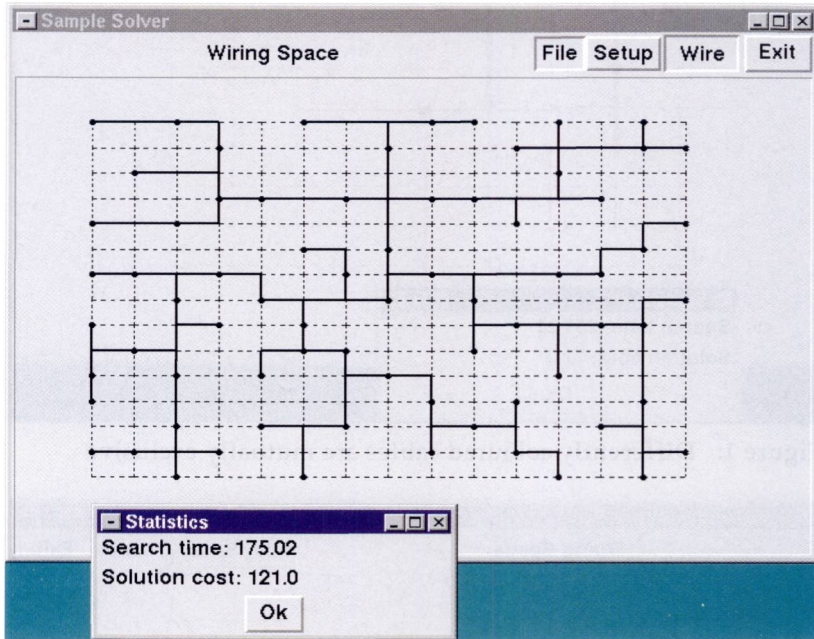 Sample Solver
Wiring Space
File Setup Wire Exit
Statistics
Search time: 175.02
Solution cost: 121.0
Ok